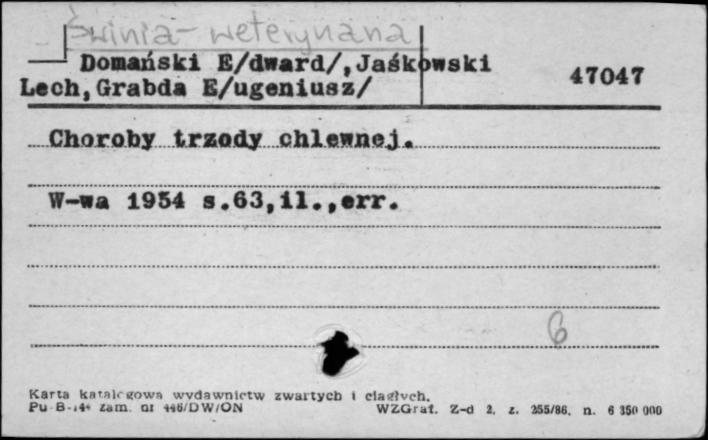 Świnia - weterynaria
Domański E/dward/,Jaśkowski
47047
Lech,Grabda E/ugeniusz/
Choroby trzody chlewnej.
W-wa 1954 s.63,il.,err.
6
Karta katalogowa wydawnictw zwartych i ciągłych.
Pu-B-144 zam. nr 446/DW/ON WZGraf. Z-d 2. z. 255/86. n. 6 350 000